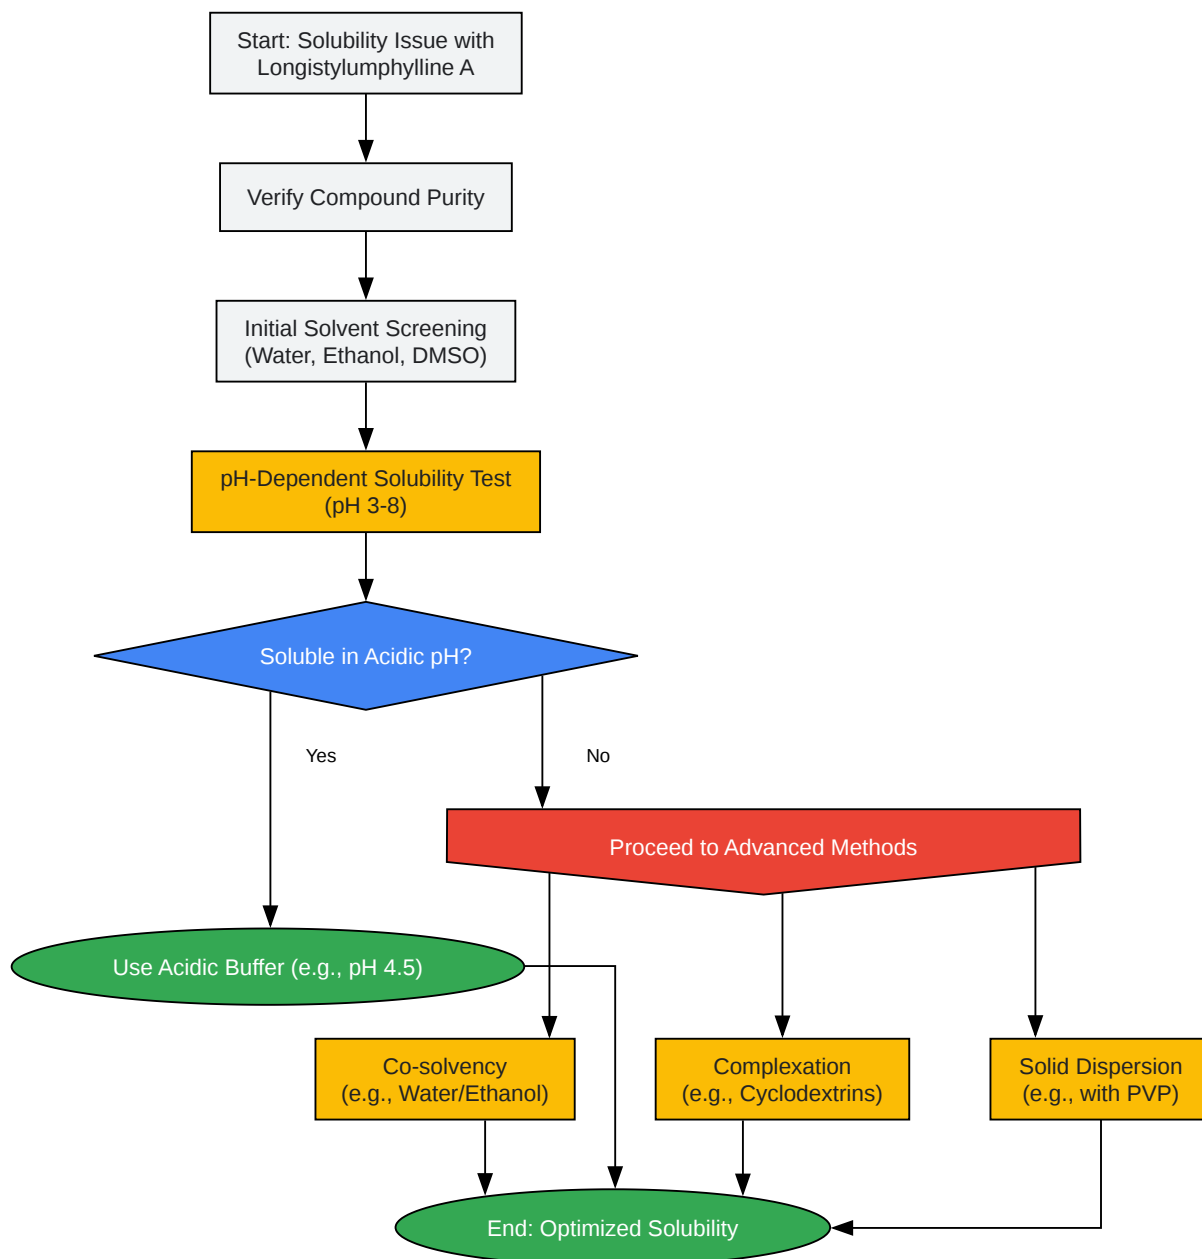 Start: Solubility Issue with
Longistylumphylline A
Verify Compound Purity
Initial Solvent Screening
(Water, Ethanol, DMSO)
pH-Dependent Solubility Test
(pH 3-8)
Soluble in Acidic pH?
Yes
No
Proceed to Advanced Methods
Use Acidic Buffer (e.g., pH 4.5)
Co-solvency
(e.g., Water/Ethanol)
Complexation
(e.g., Cyclodextrins)
Solid Dispersion
(e.g., with PVP)
End: Optimized Solubility